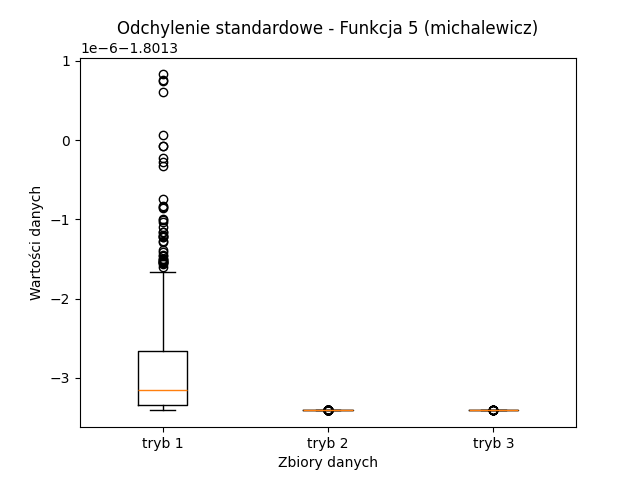 Odchylenie standardowe - Funkcja 5 (michalewicz)
1e−6−1.8013
1
0
−1
−2
−3
Wartości danych
tryb 1 tryb 2 tryb 3
Zbiory danych